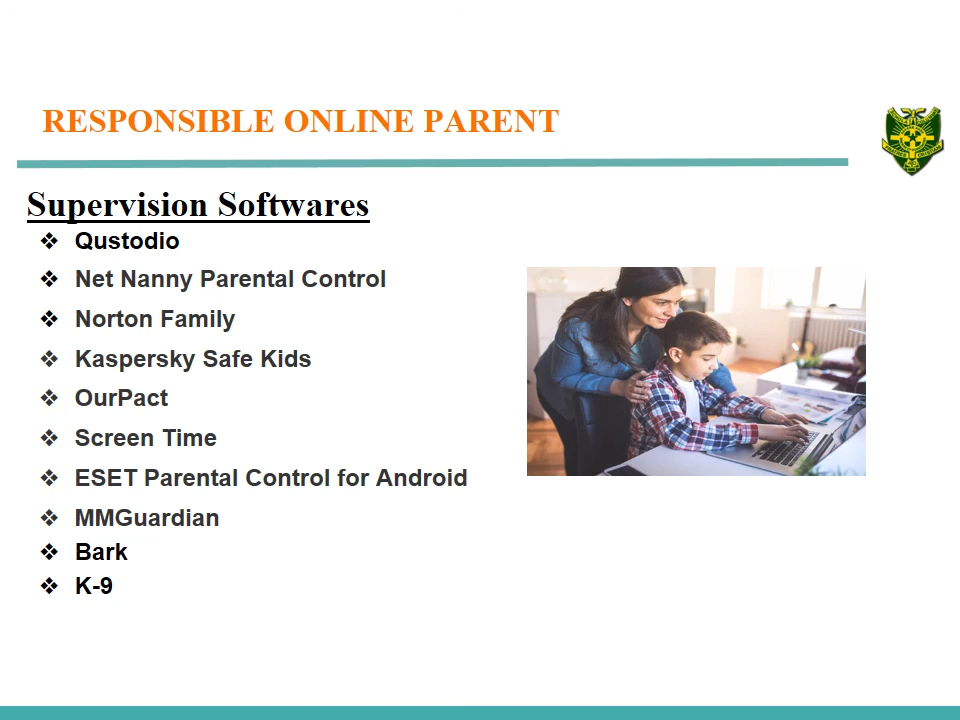 RESPONSIBLE ONLINE PARENT
Supervision Softwares
❖ Qustodio
❖ Net Nanny Parental Control
❖ Norton Family
❖ Kaspersky Safe Kids
❖ OurPact
❖ Screen Time
❖ ESET Parental Control for Android
❖ MMGuardian
❖ Bark
❖ K-9